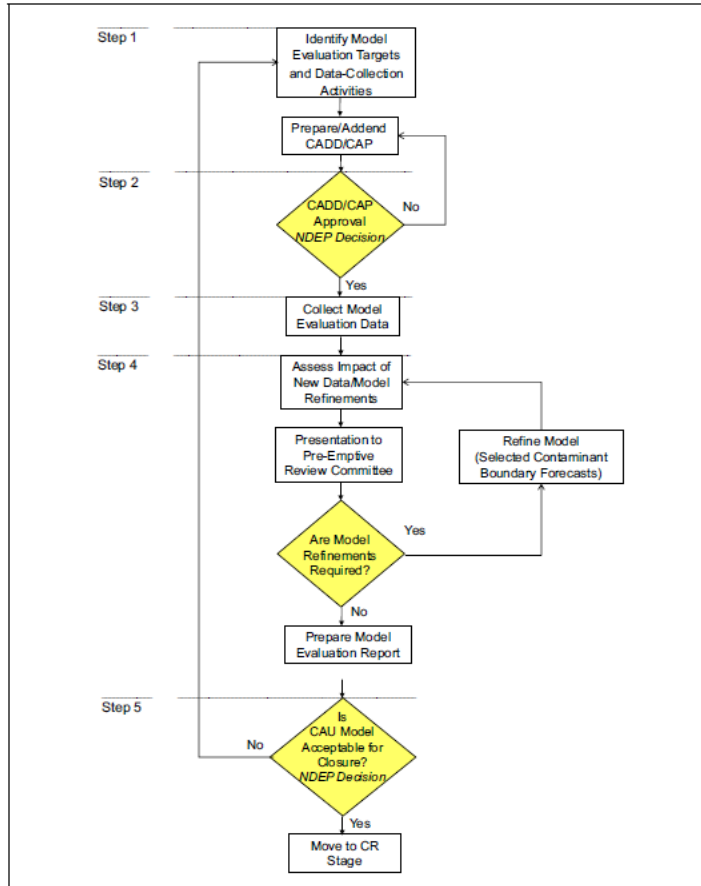 Step 1
Identify Model
Evaluation Targets
and Data-Collection
Activities
Prepare/Addend
CADD/CAP
Step 2
CADD/CAP
Approval
NDEP Decision
No
Yes
Step 3
Collect Model
Evaluation Data
Step 4
Assess Impact of
New Data/Model
Refinements
Presentation to
Pre-Emptive
Review Committee
Refine Model
(Selected Contaminant
Boundary Forecasts)
Are Model
Refinements
Required?
Yes
No
Prepare Model
Evaluation Report
Step 5
Is
CAU Model
Acceptable for
Closure?
NDEP Decision
No
Yes
Move to CR
Stage